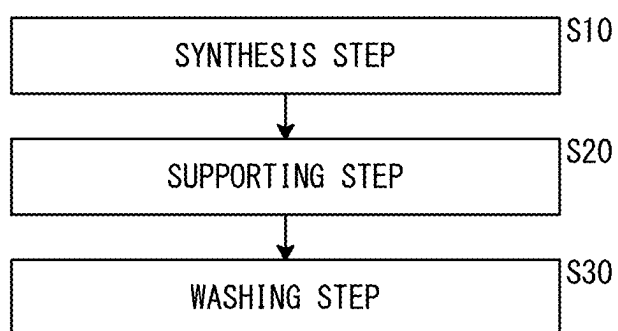 S10
SYNTHESIS STEP
S20
SUPPORTING STEP
S30
WASHING STEP